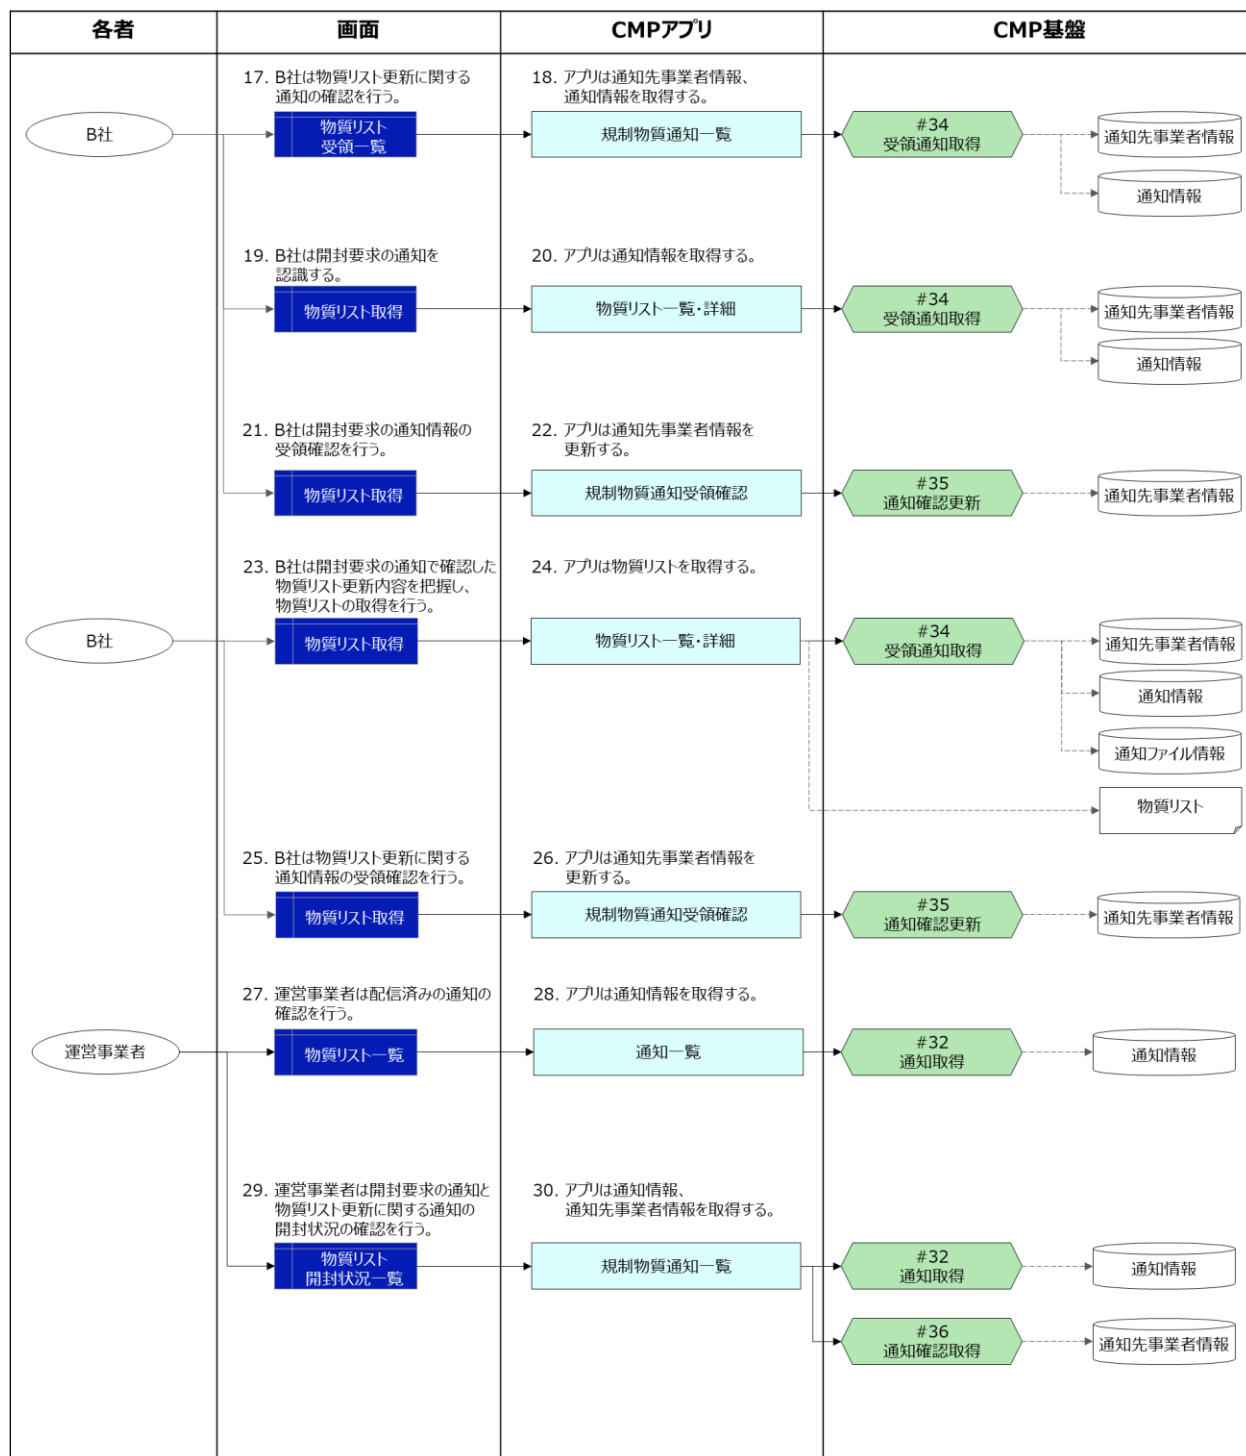 各者
画面
CMPアプリ
CMP基盤
17. B社は物質リスト更新に関する
通知の確認を行う。
18. アプリは通知先事業者情報、
通知情報を取得する。
B社
物質リスト
受領一覧
規制物質通知一覧
#34
受領通知取得
通知先事業者情報
通知情報
19. B社は開封要求の通知を
認識する。
20. アプリは通知情報を取得する。
物質リスト取得
物質リスト一覧・詳細
#34
受領通知取得
通知先事業者情報
通知情報
21. B社は開封要求の通知情報の
受領確認を行う。
22. アプリは通知先事業者情報を
更新する。
物質リスト取得
規制物質通知受領確認
#35
通知確認更新
通知先事業者情報
23. B社は開封要求の通知で確認した
物質リスト更新内容を把握し、
物質リストの取得を行う。
24. アプリは物質リストを取得する。
B社
物質リスト取得
物質リスト一覧・詳細
#34
受領通知取得
通知先事業者情報
通知情報
通知ファイル情報
物質リスト
25. B社は物質リスト更新に関する
通知情報の受領確認を行う。
26. アプリは通知先事業者情報を
更新する。
物質リスト取得
規制物質通知受領確認
#35
通知確認更新
通知先事業者情報
27. 運営事業者は配信済みの通知の
確認を行う。
28. アプリは通知情報を取得する。
運営事業者
物質リスト一覧
通知一覧
#32
通知取得
通知情報
29. 運営事業者は開封要求の通知と
物質リスト更新に関する通知の
開封状況の確認を行う。
30. アプリは通知情報、
通知先事業者情報を取得する。
物質リスト
開封状況一覧
規制物質通知一覧
#32
通知取得
通知情報
#36
通知確認取得
通知先事業者情報